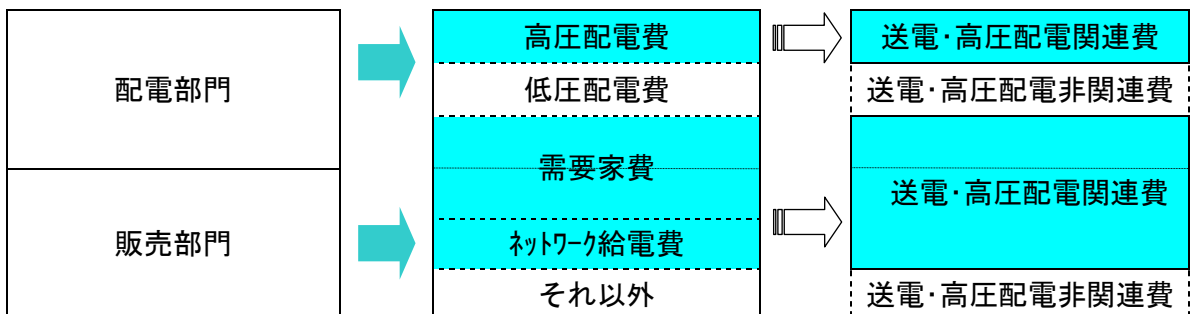 配電部門
販売部門
高圧配電費
低圧配電費
需要家費
ﾈｯﾄﾜｰｸ給電費
それ以外
送電･高圧配電関連費
送電･高圧配電非関連費
送電･高圧配電関連費
送電･高圧配電非関連費